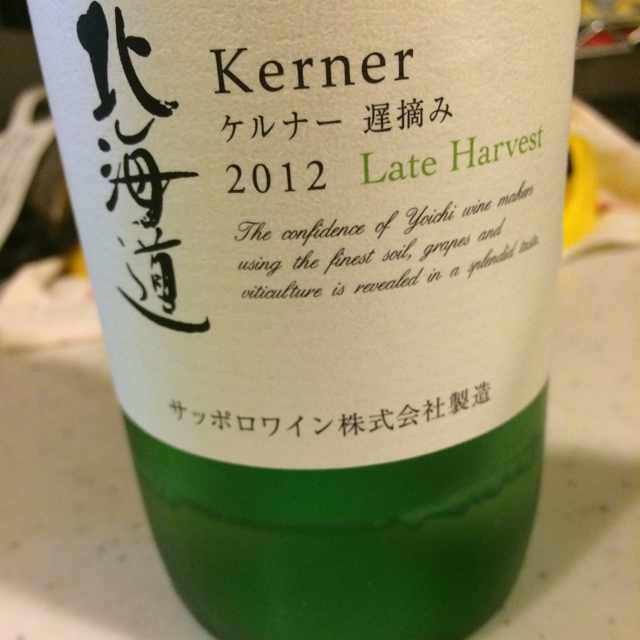 北海道
Kerner
ケルナー 遅摘み
2012 Late Harvest
The confidence of Yoichi wine makers
using the finest soil, grapes and
viticulture is revealed in a splendid taste.
サッポロワイン株式会社製造